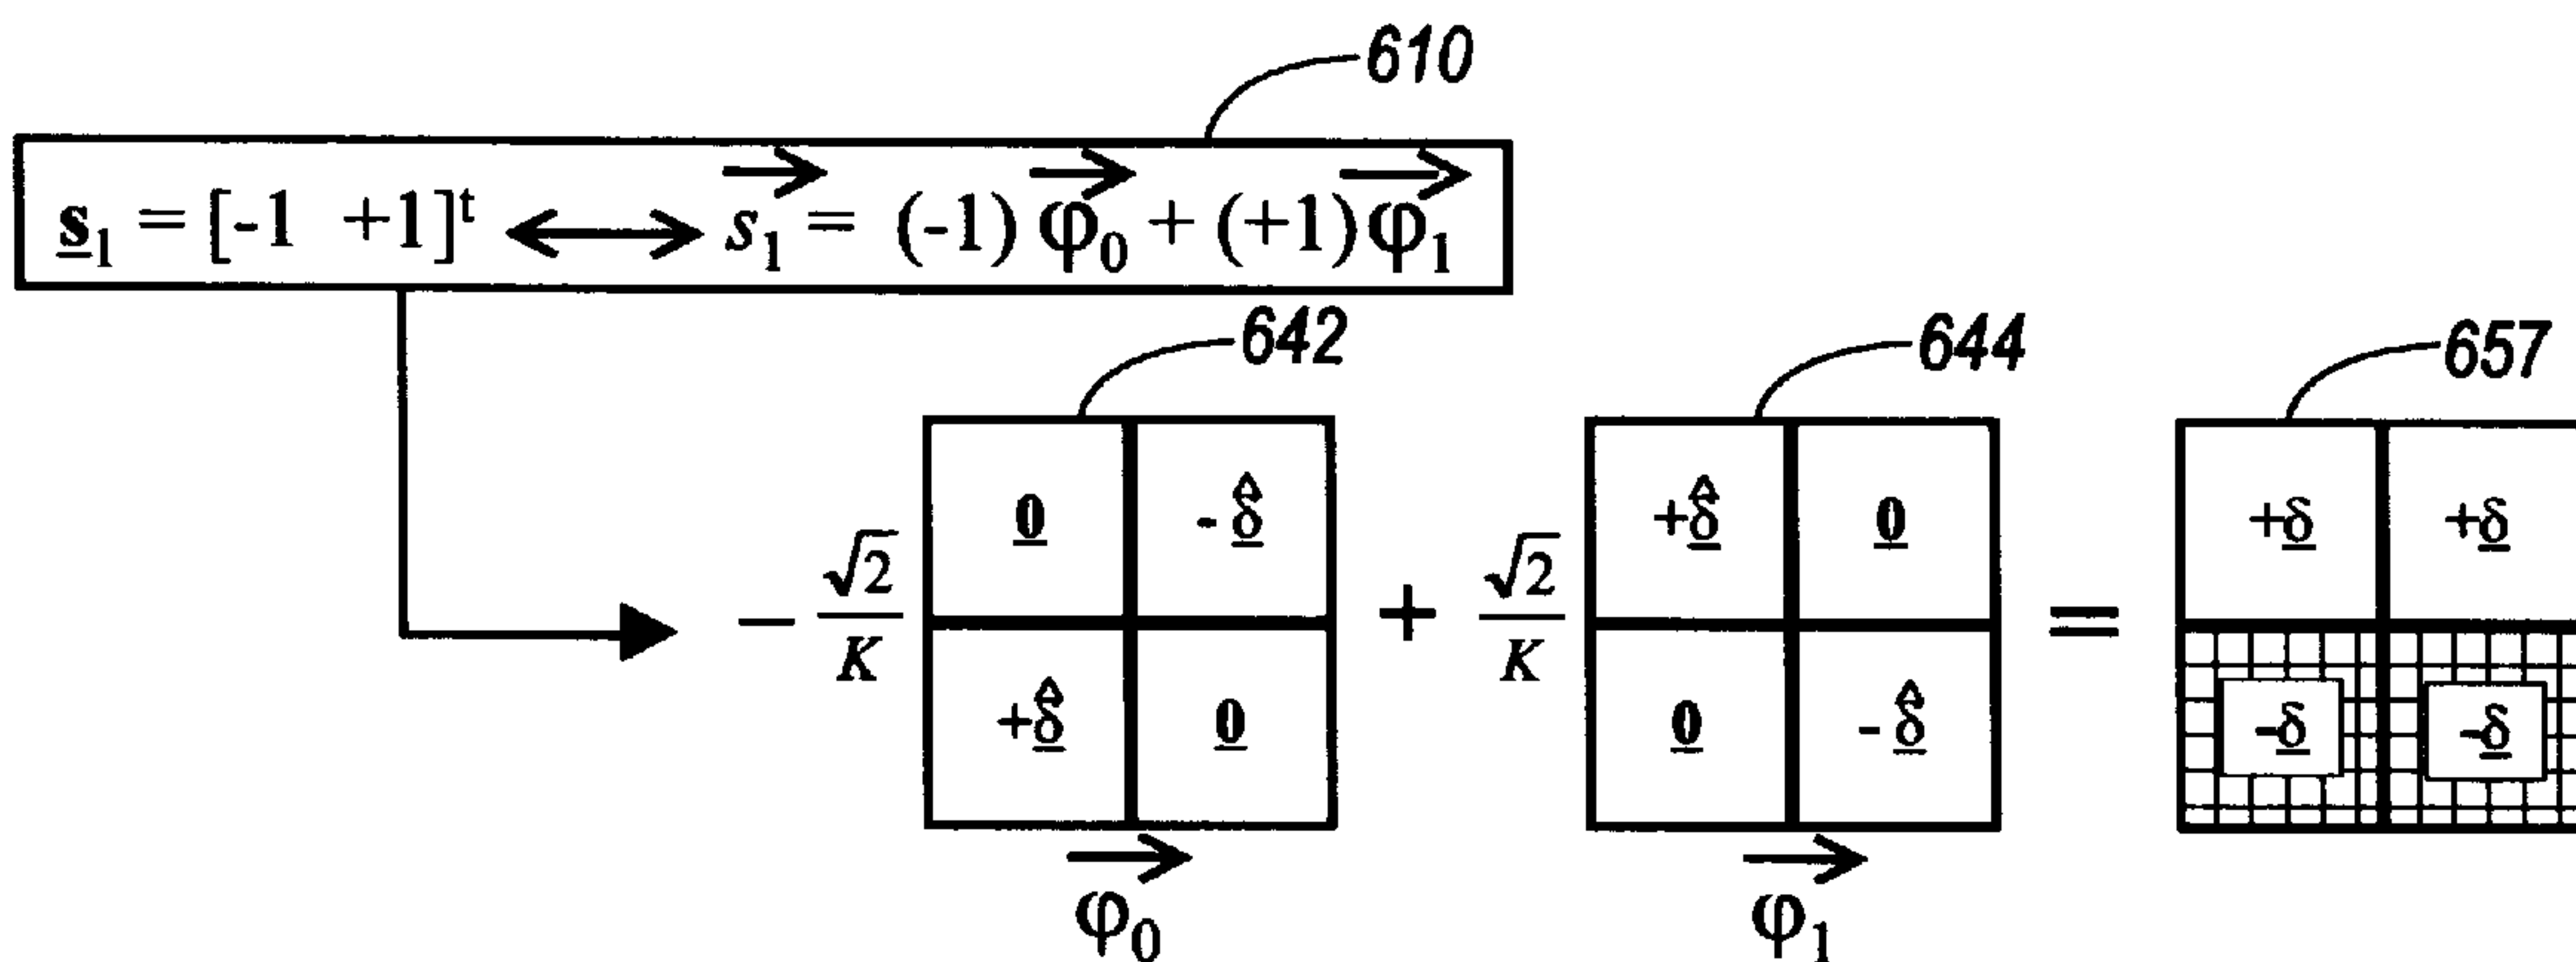 610
s̲₁ = [-1 +1]ᵗ ⟷ s₁⃗ = (-1) φ₀⃗ + (+1) φ₁⃗
642 644 657
0̲ - δ̲̂ +δ̲̂ 0̲ +δ̲ +δ̲
− √2/K + √2/K =
+δ̲̂ 0̲ 0̲ - δ̲̂ -δ̲ -δ̲
φ₀⃗ φ₁⃗